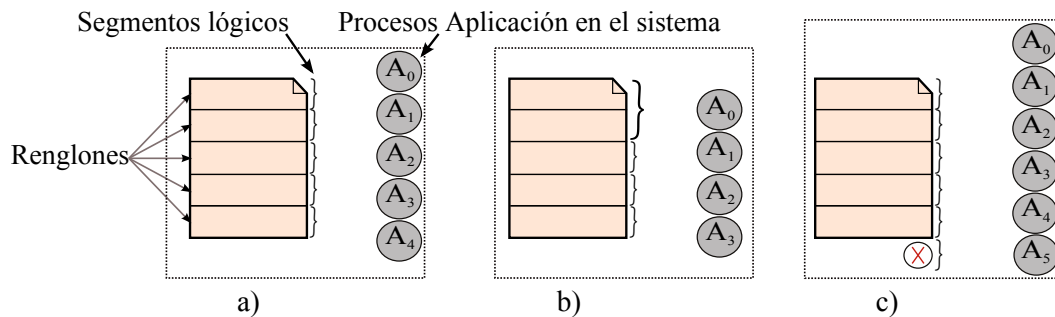 Segmentos lógicos
Procesos Aplicación en el sistema
Renglones
A0
A1
A2
A3
A4
a)
A0
A1
A2
A3
b)
A0
A1
A2
A3
A4
A5
X
c)